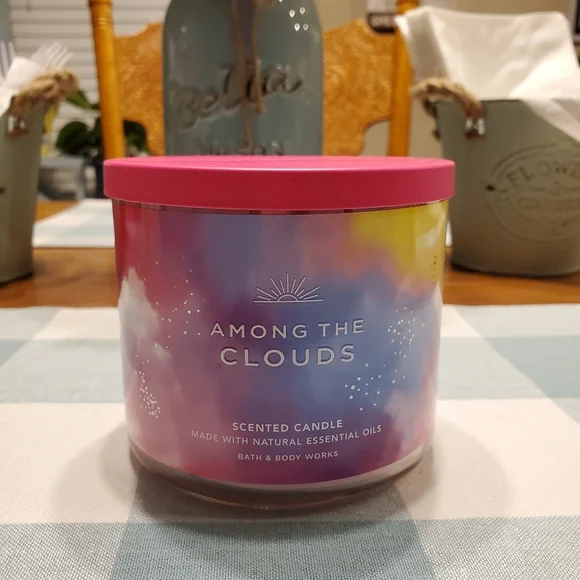 Bella
AMONG THE
CLOUDS
SCENTED CANDLE
MADE WITH NATURAL ESSENTIAL OILS
BATH & BODY WORKS